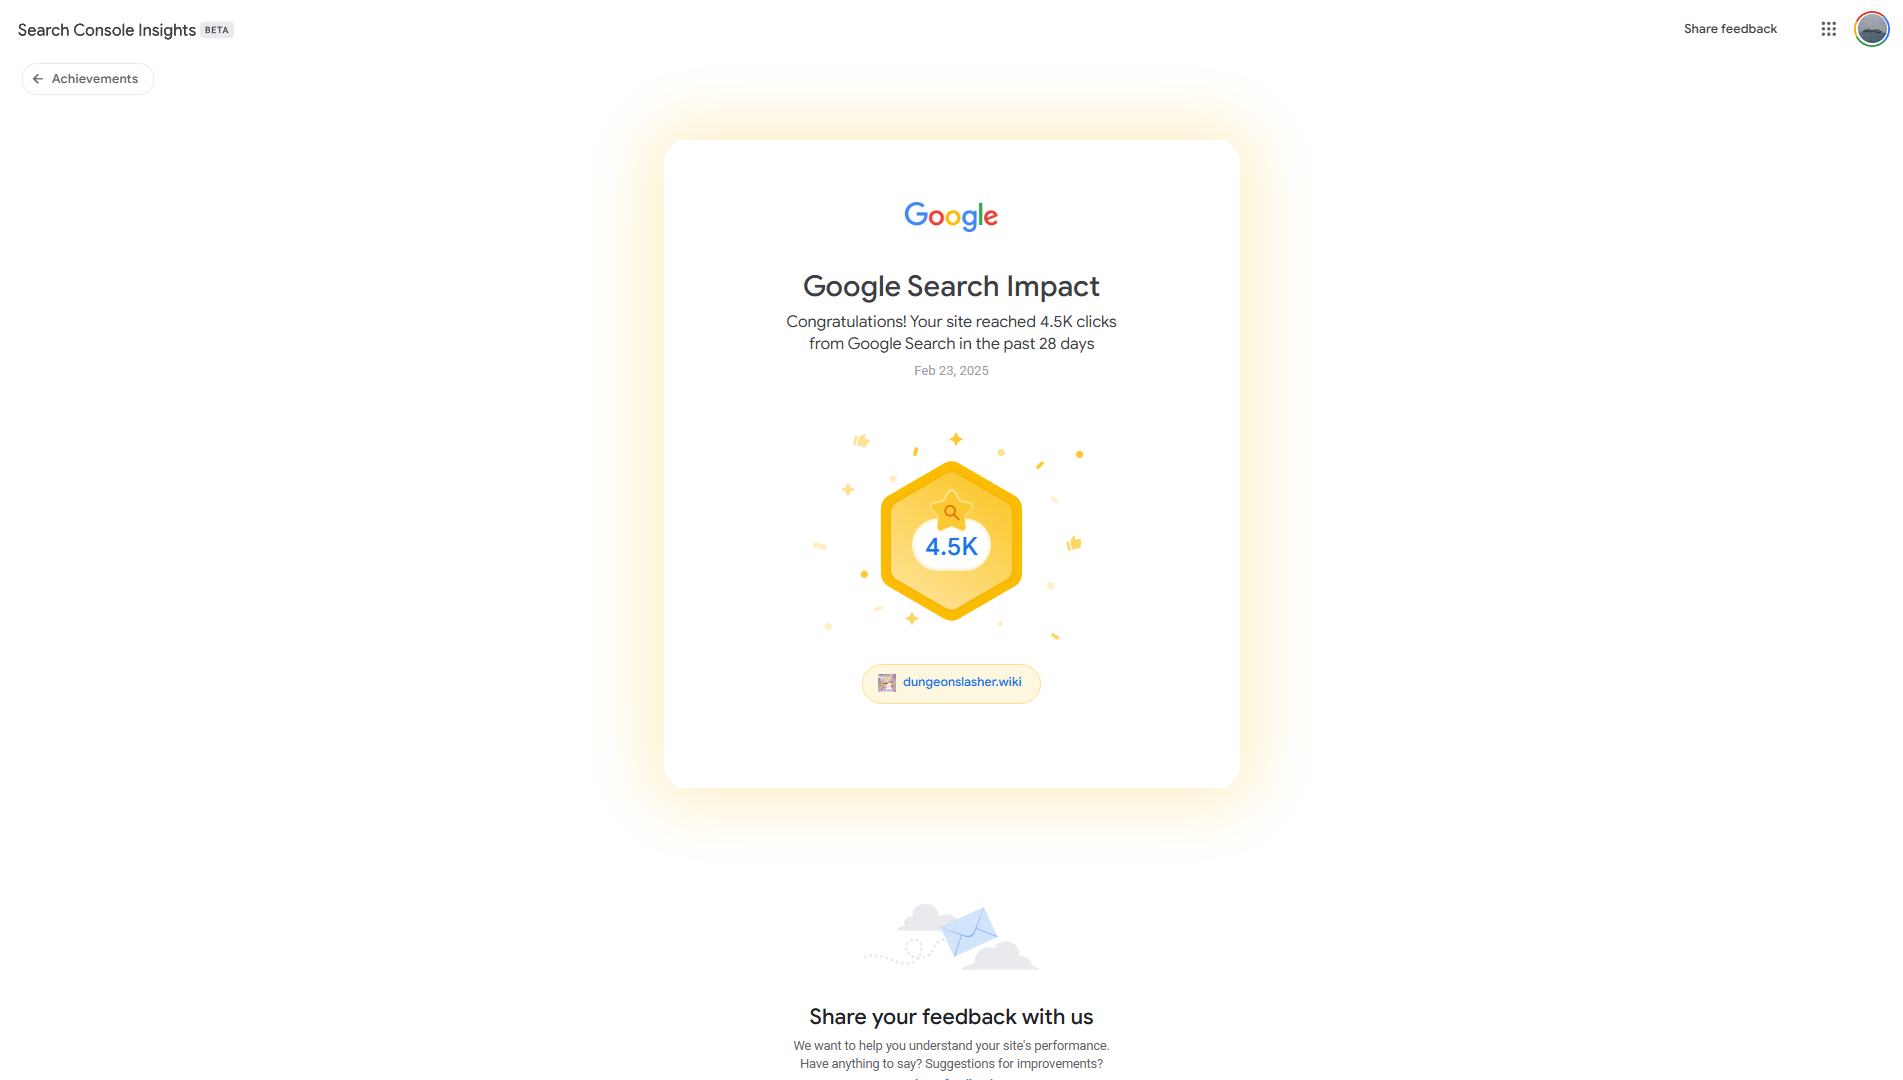 Search Console Insights BETA
Share feedback
Achievements
Google
Google Search Impact
Congratulations! Your site reached 4.5K clicks
from Google Search in the past 28 days
Feb 23, 2025
4.5K
dungeonslasher.wiki
Share your feedback with us
We want to help you understand your site's performance.
Have anything to say? Suggestions for improvements?